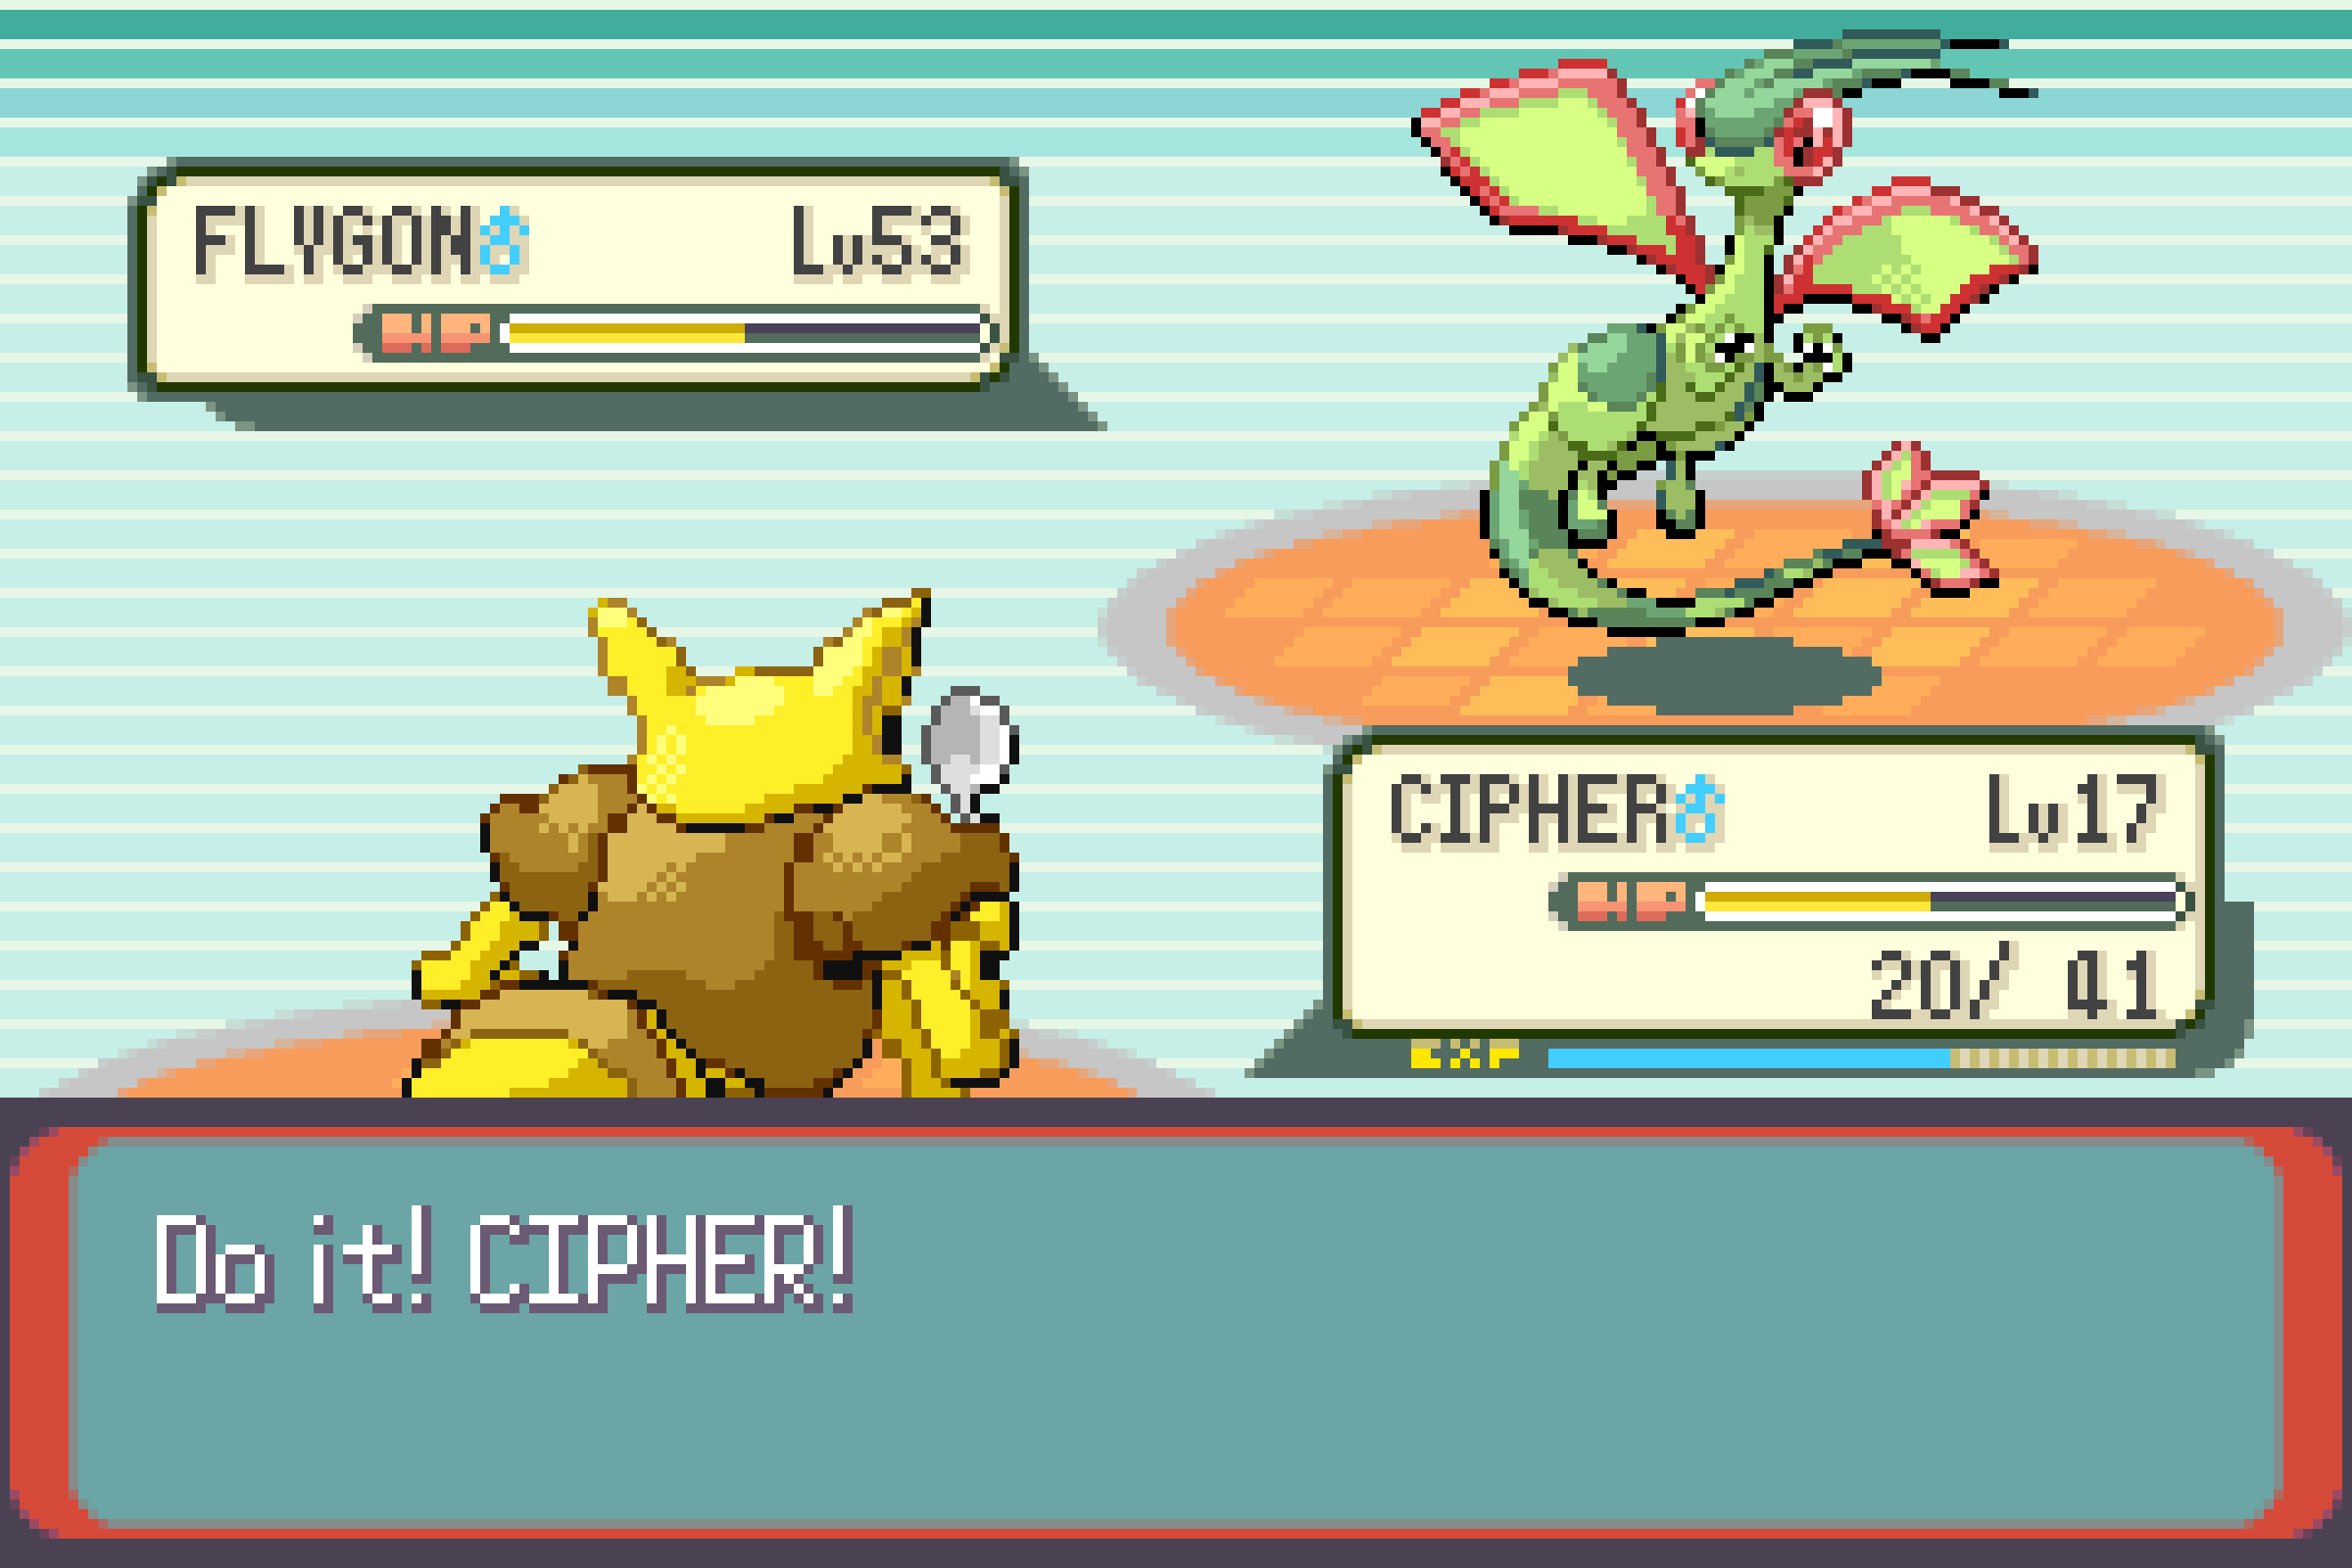 FLYGON♂ Lv53
HP
CIPHER♂ Lv17
HP
20/ 41
EXP
Do it! CIPHER!